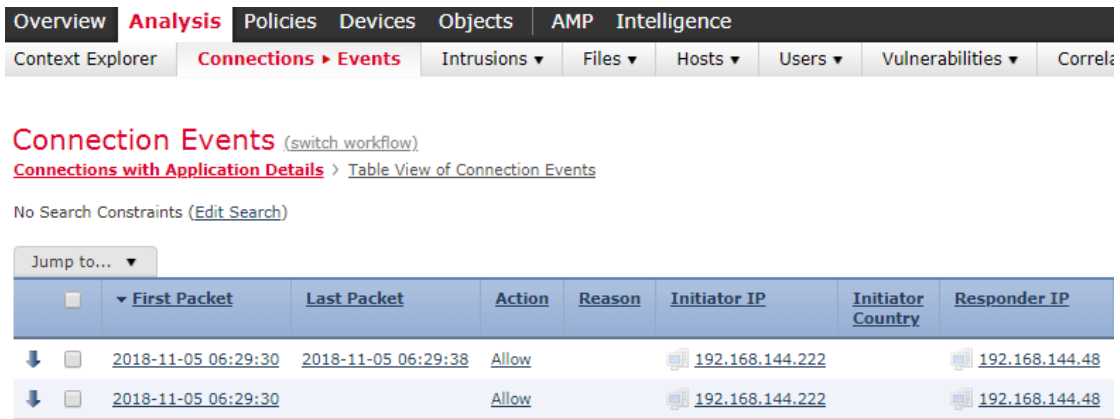 Overview Analysis Policies Devices Objects AMP Intelligence
Context Explorer Connections ▸ Events Intrusions ▼ Files ▼ Hosts ▼ Users ▼ Vulnerabilities ▼ Correla
Connection Events (switch workflow)
Connections with Application Details > Table View of Connection Events
No Search Constraints (Edit Search)
Jump to... ▼
▼ First Packet Last Packet Action Reason Initiator IP Initiator Country Responder IP
2018-11-05 06:29:30 2018-11-05 06:29:38 Allow 192.168.144.222 192.168.144.48
2018-11-05 06:29:30 Allow 192.168.144.222 192.168.144.48